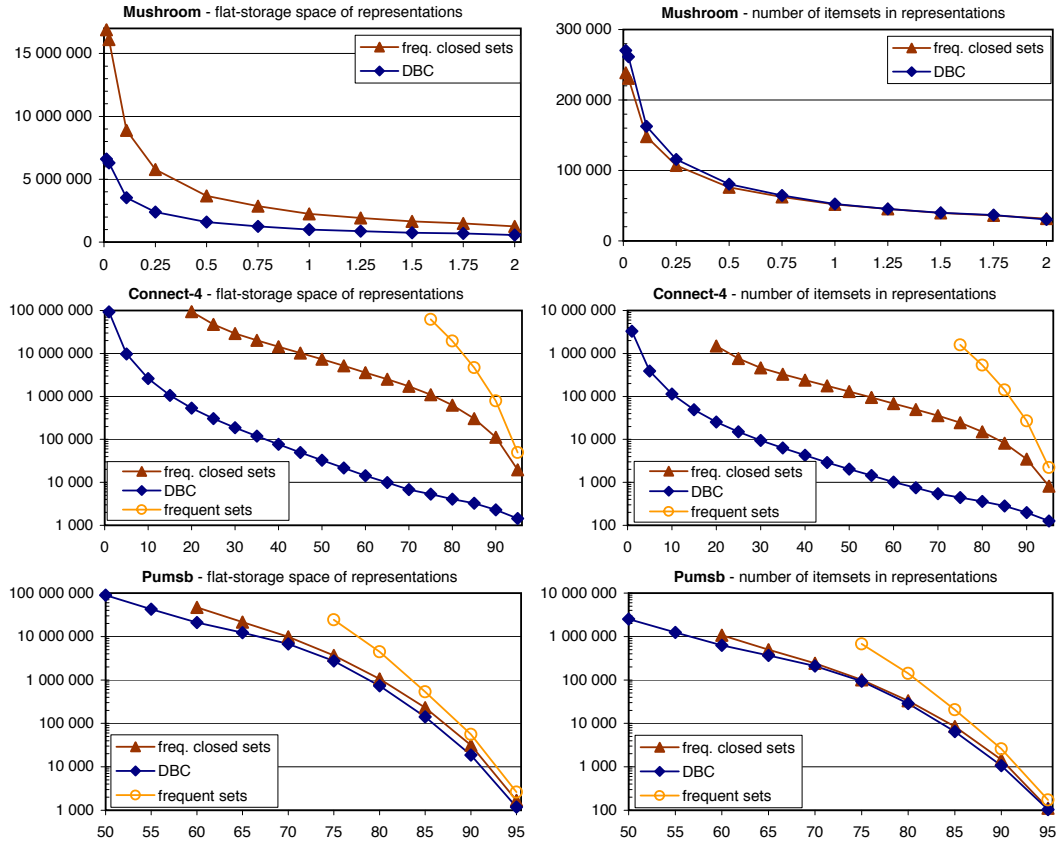 Mushroom - flat-storage space of representations
15 000 000
10 000 000
5 000 000
0
freq. closed sets
DBC
0 0.25 0.5 0.75 1 1.25 1.5 1.75 2
Mushroom - number of itemsets in representations
300 000
200 000
100 000
0
freq. closed sets
DBC
0 0.25 0.5 0.75 1 1.25 1.5 1.75 2
Connect-4 - flat-storage space of representations
100 000 000
10 000 000
1 000 000
100 000
10 000
1 000
freq. closed sets
DBC
frequent sets
0 10 20 30 40 50 60 70 80 90
Connect-4 - number of itemsets in representations
10 000 000
1 000 000
100 000
10 000
1 000
100
freq. closed sets
DBC
frequent sets
0 10 20 30 40 50 60 70 80 90
Pumsb - flat-storage space of representations
100 000 000
10 000 000
1 000 000
100 000
10 000
1 000
freq. closed sets
DBC
frequent sets
50 55 60 65 70 75 80 85 90 95
Pumsb - number of itemsets in representations
10 000 000
1 000 000
100 000
10 000
1 000
100
freq. closed sets
DBC
frequent sets
50 55 60 65 70 75 80 85 90 95